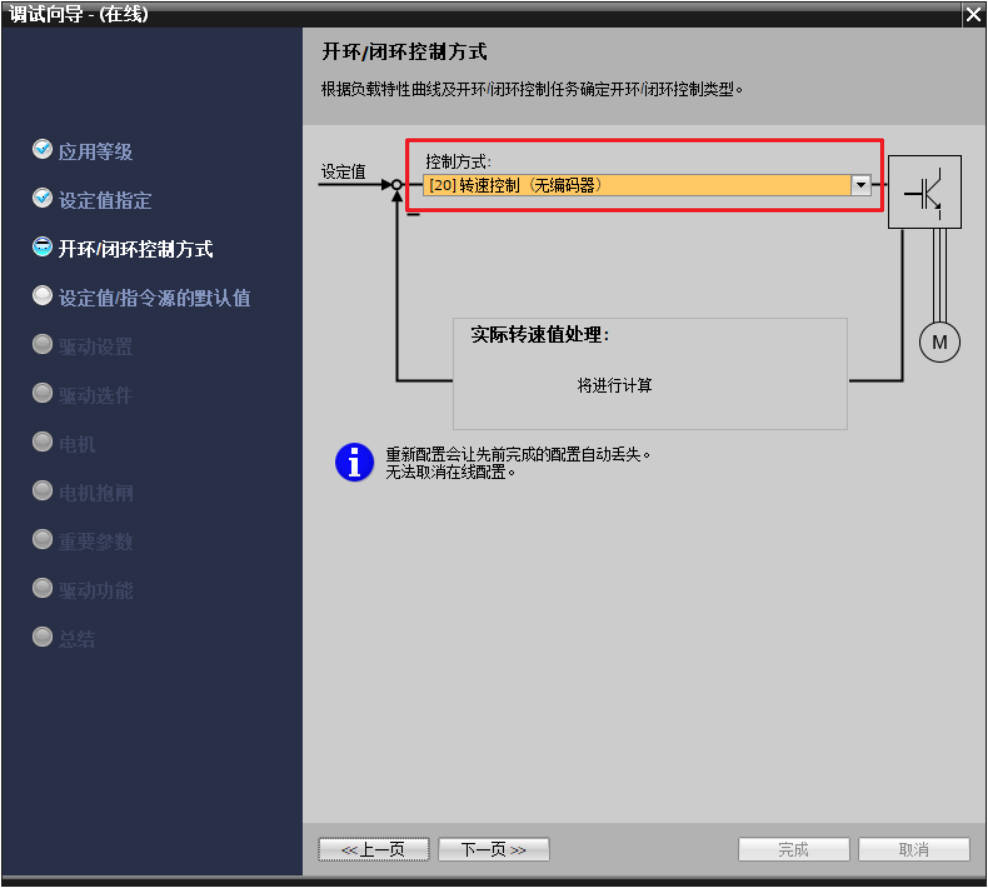 调试向导 - (在线)
开环/闭环控制方式
根据负载特性曲线及开环/闭环控制任务确定开环/闭环控制类型。
应用等级
设定值指定
开环/闭环控制方式
设定值/指令源的默认值
驱动设置
驱动选件
电机
电机抱闸
重要参数
驱动功能
总结
设定值
控制方式:
[20]转速控制（无编码器）
实际转速值处理:
将进行计算
M
i
重新配置会让先前完成的配置自动丢失。
无法取消在线配置。
<<上一页
下一页>>
完成
取消